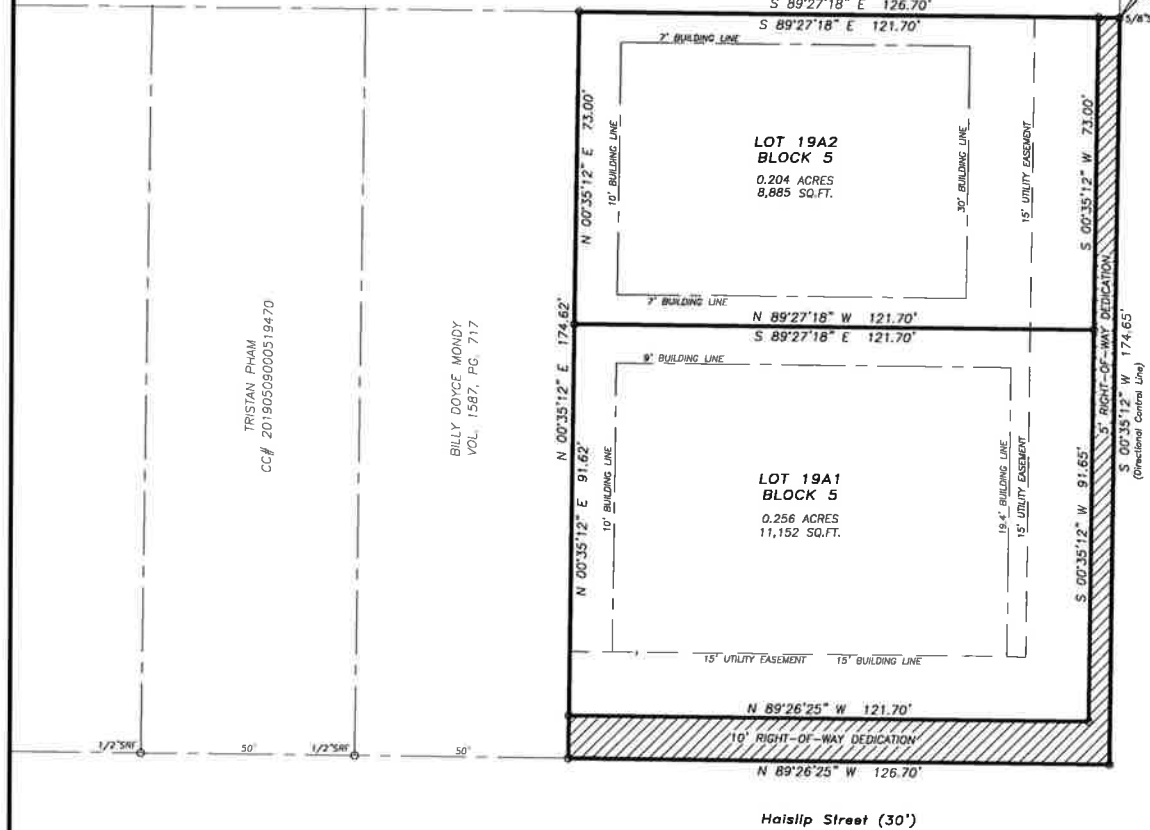 S 89°27'18" E 126.70'
S 89°27'18" E 121.70'
5/8"S
7' BUILDING LINE
N 00°35'12" E 73.00'
10' BUILDING LINE
LOT 19A2
BLOCK 5
0.204 ACRES
8,885 SQ.FT.
30' BUILDING LINE
15' UTILITY EASEMENT
S 00°35'12" W 73.00'
7' BUILDING LINE
N 89°27'18" W 121.70'
S 89°27'18" E 121.70'
TRISTAN PHAM
CC# 20190509000519470
BILLY DOYCE MONDY
VOL. 1587, PG. 717
N 00°35'12" E 174.62'
5' RIGHT-OF-WAY DEDICATION
S 00°35'12" W 174.65'
(Directional Control Line)
9' BUILDING LINE
N 00°35'12" E 91.62'
10' BUILDING LINE
LOT 19A1
BLOCK 5
0.256 ACRES
11,152 SQ.FT.
19.4' BUILDING LINE
15' UTILITY EASEMENT
S 00°35'12" W 91.65'
15' UTILITY EASEMENT 15' BUILDING LINE
N 89°26'25" W 121.70'
10' RIGHT-OF-WAY DEDICATION
1/2"SRF
50'
1/2"SRF
50'
N 89°26'25" W 126.70'
Haislip Street (30')